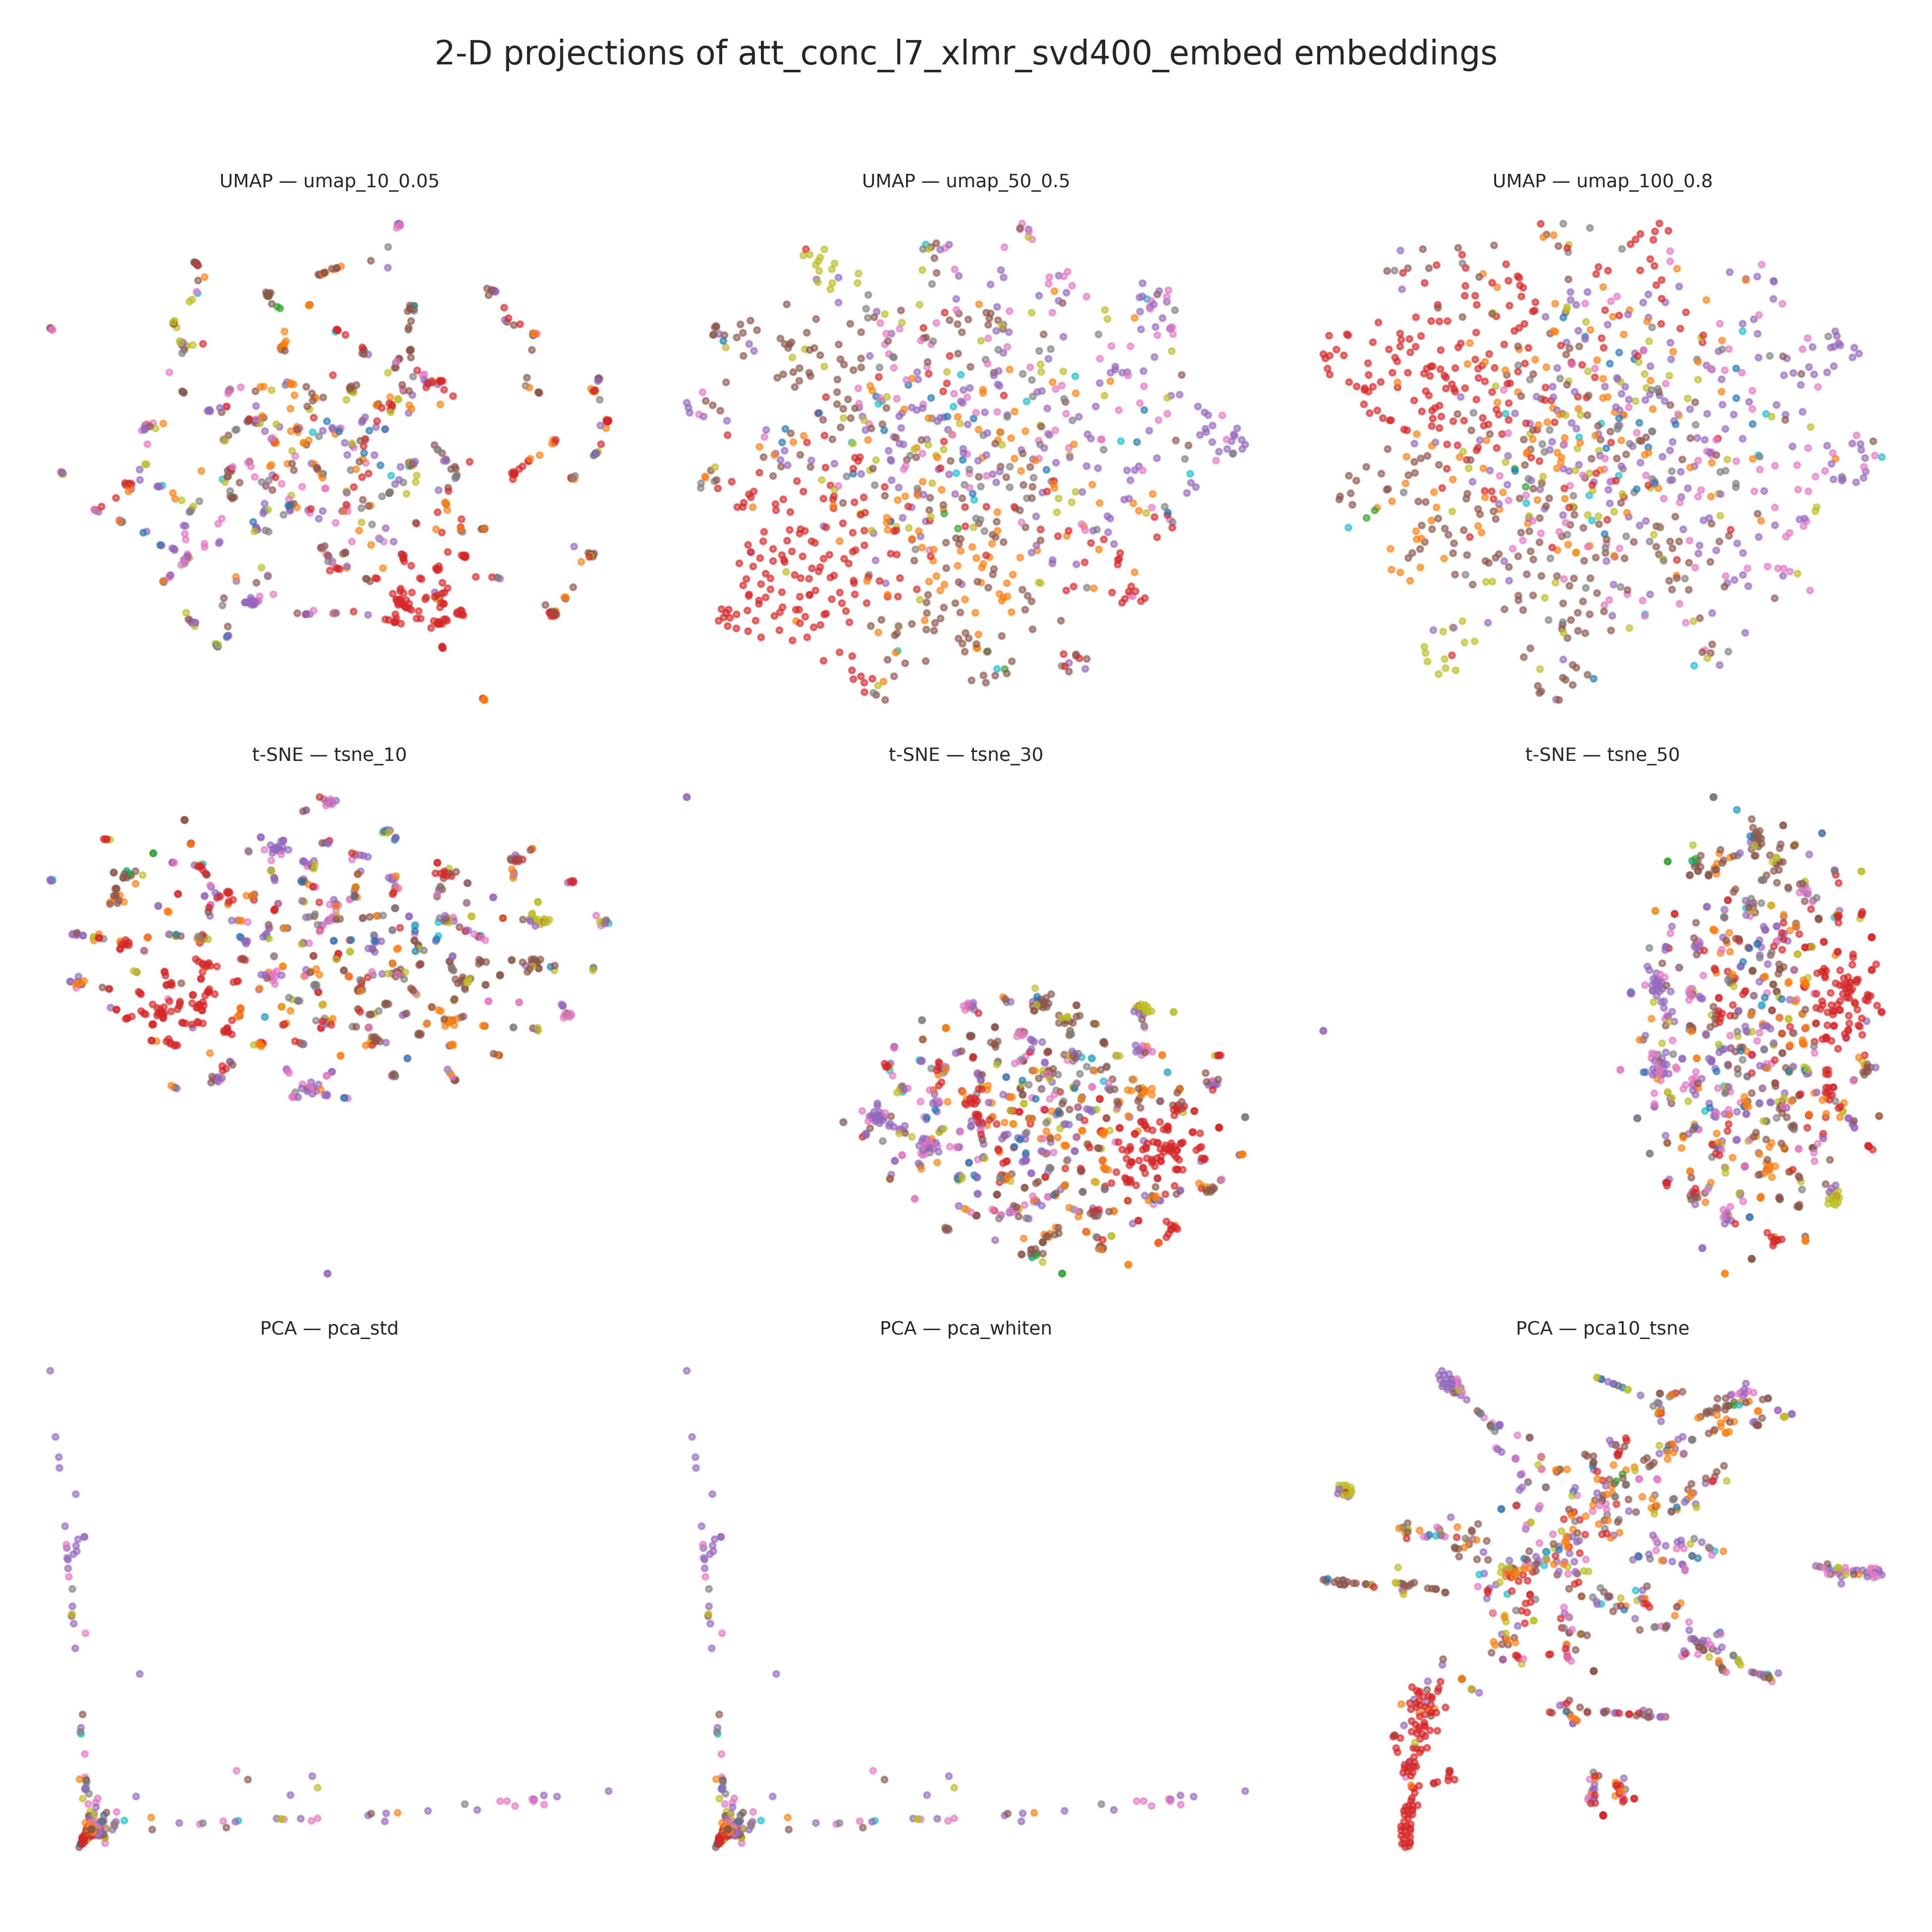 2-D projections of att_conc_l7_xlmr_svd400_embed embeddings
UMAP — umap_10_0.05
UMAP — umap_50_0.5
UMAP — umap_100_0.8
t-SNE — tsne_10
t-SNE — tsne_30
t-SNE — tsne_50
PCA — pca_std
PCA — pca_whiten
PCA — pca10_tsne